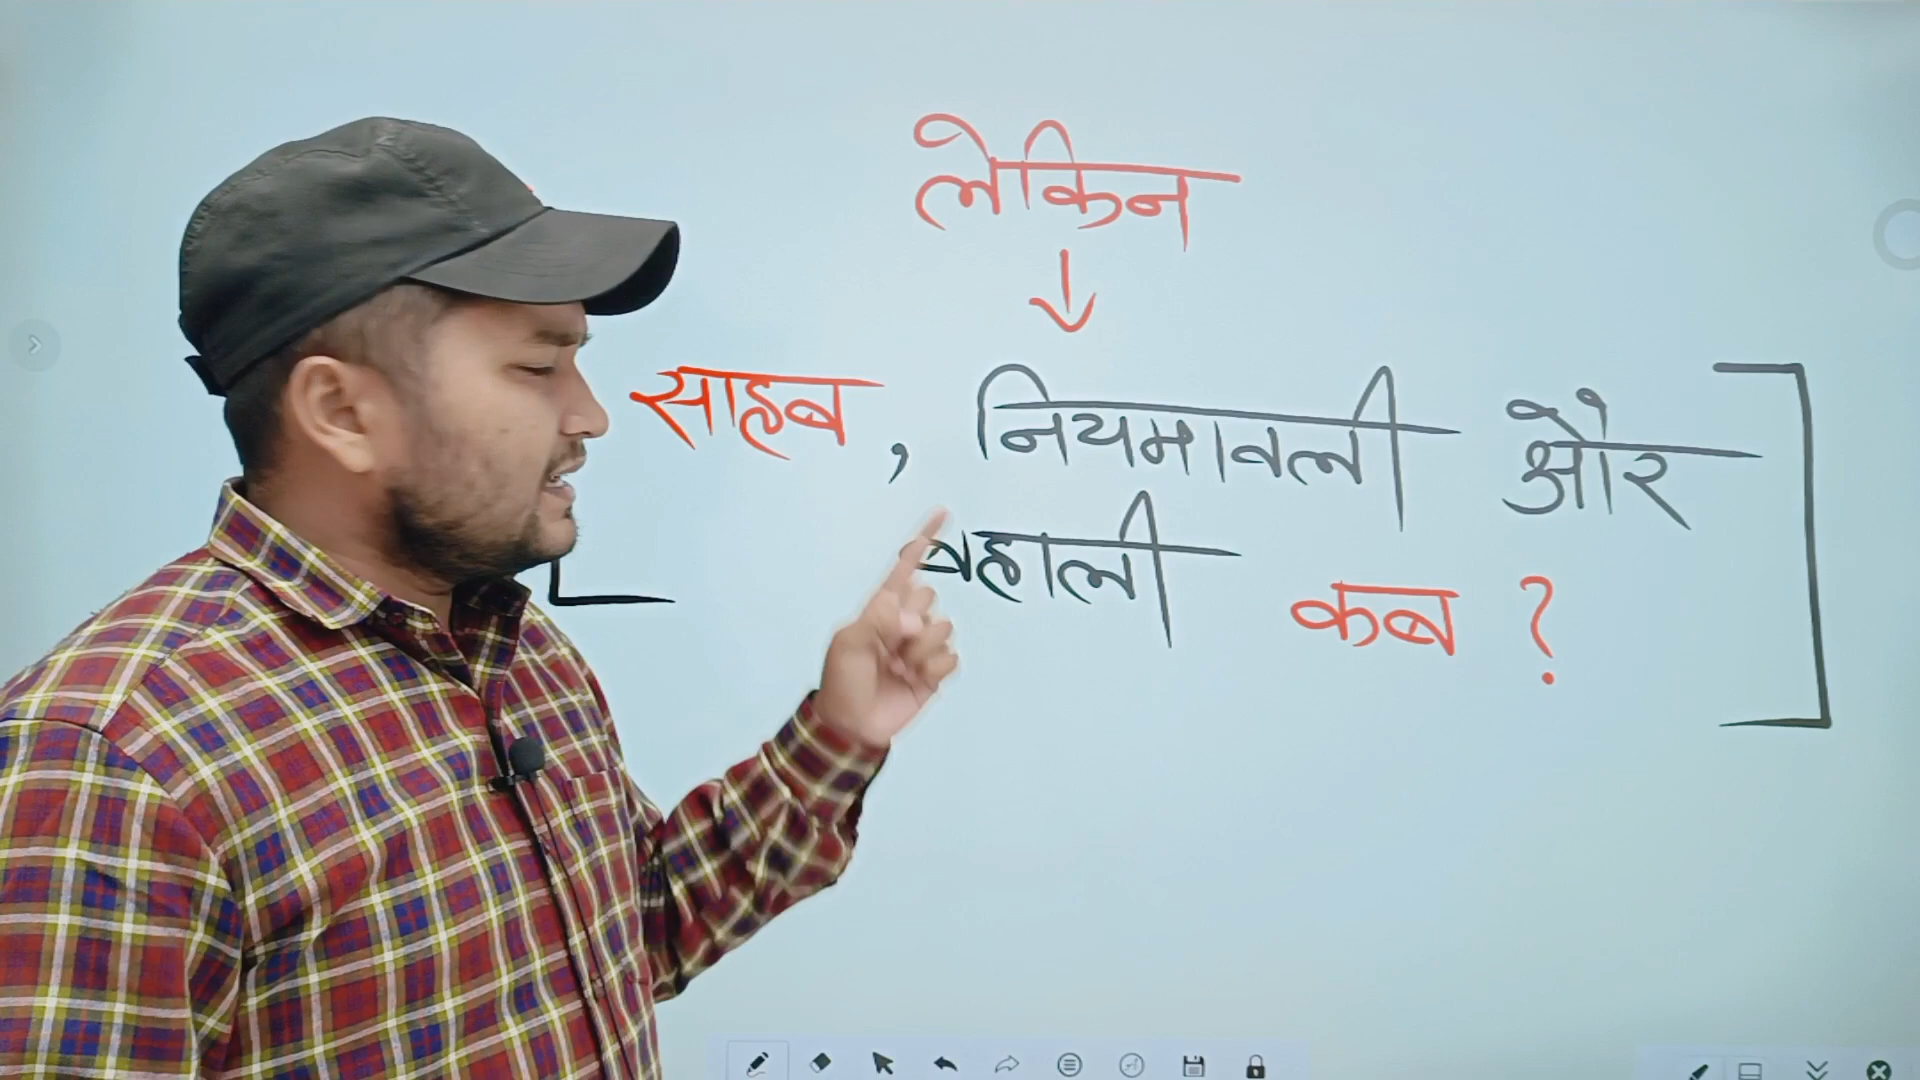 लेकिन
साहब , नियमावली और
बहाली कब ?